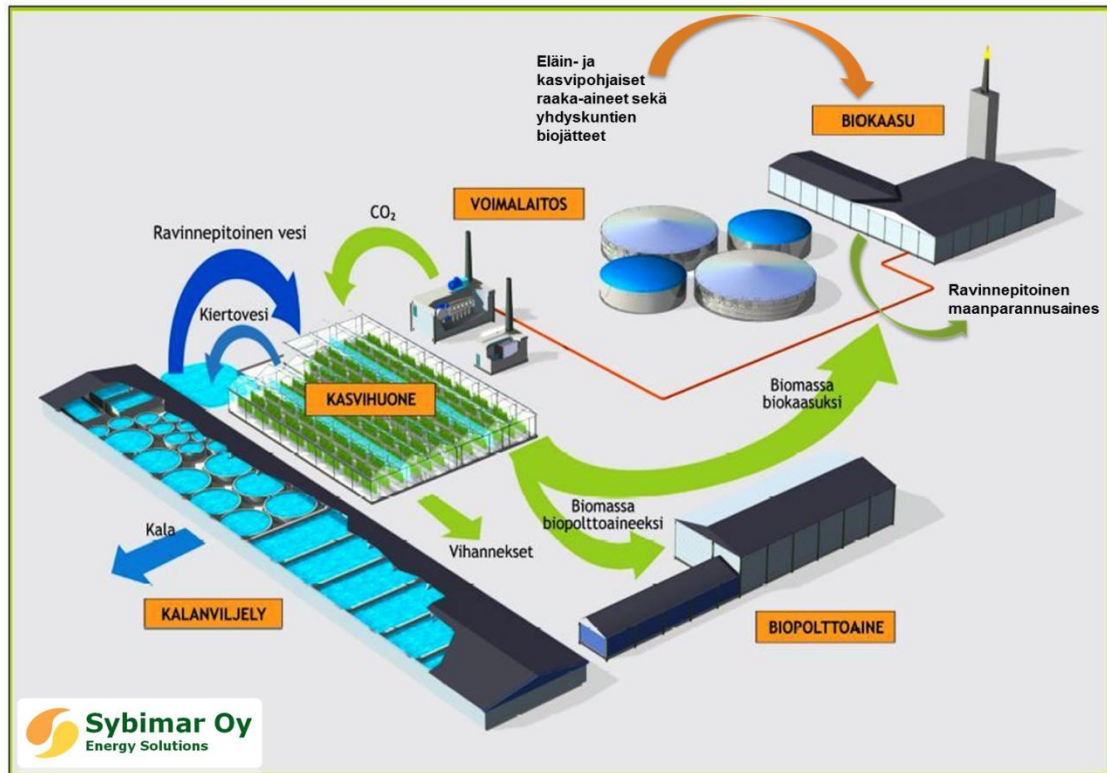 Eläin- ja
kasvipohjaiset
raaka-aineet sekä
yhdyskuntien
biojätteet
BIOKAASU
VOIMALAITOS
CO₂
Ravinnepitoinen vesi
Kiertovesi
Ravinnepitoinen
maanparannusaines
KASVIHUONE
Biomassa
biokaasuksi
Biomassa
biopolttoaineeksi
Kala
Vihannekset
KALANVILJELY
BIOPOLTTOAINE
Sybimar Oy
Energy Solutions